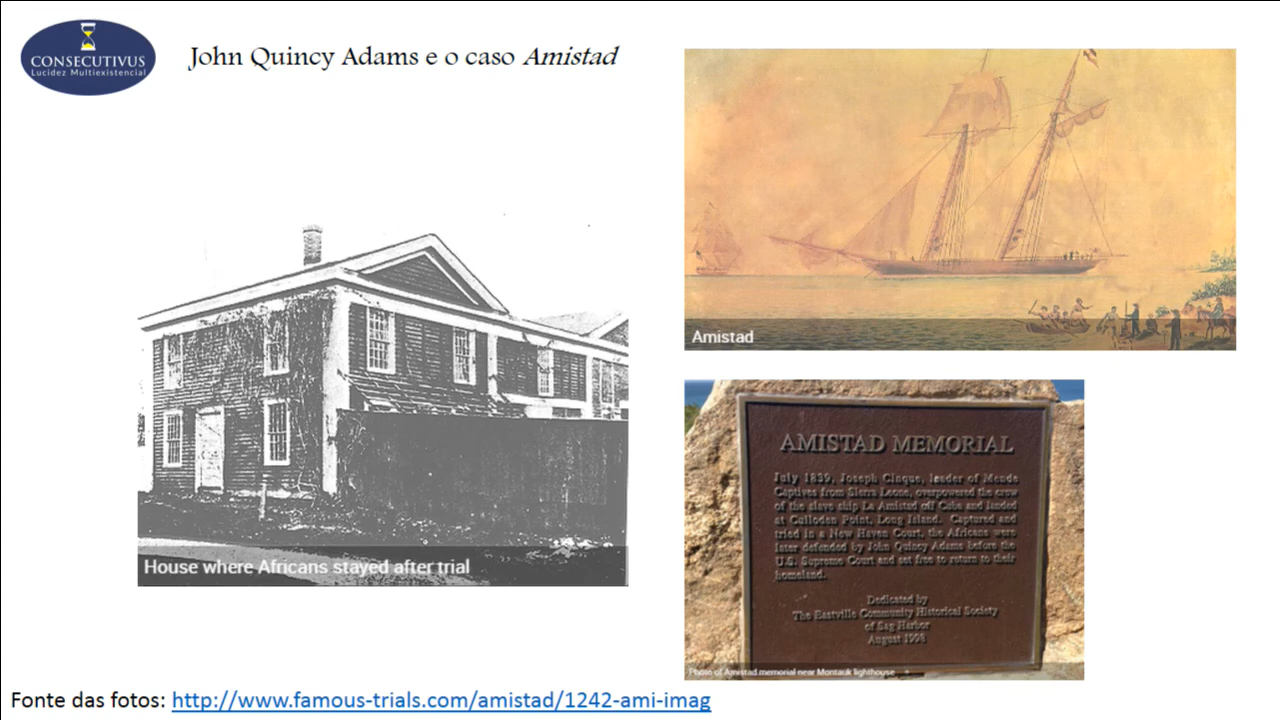 CONSECUTIVUS
Lucidez Multiexistencial
John Quincy Adams e o caso Amistad
Amistad
House where Africans stayed after trial
AMISTAD MEMORIAL
July 1839, Joseph Cinque, leader of Mende
Captives from Sierra Leone, overpowered the crew
of the slave ship La Amistad off Cuba and landed
at Culloden Point, Long Island. Captured and
tried in a New Haven Court, the Africans were
later defended by John Quincy Adams before the
U.S. Supreme Court and set free to return to their
homeland.
Dedicated by
The Eastville Community Historical Society
of Sag Harbor
August 1998
Photo of Amistad memorial near Montauk lighthouse
Fonte das fotos: http://www.famous-trials.com/amistad/1242-ami-imag